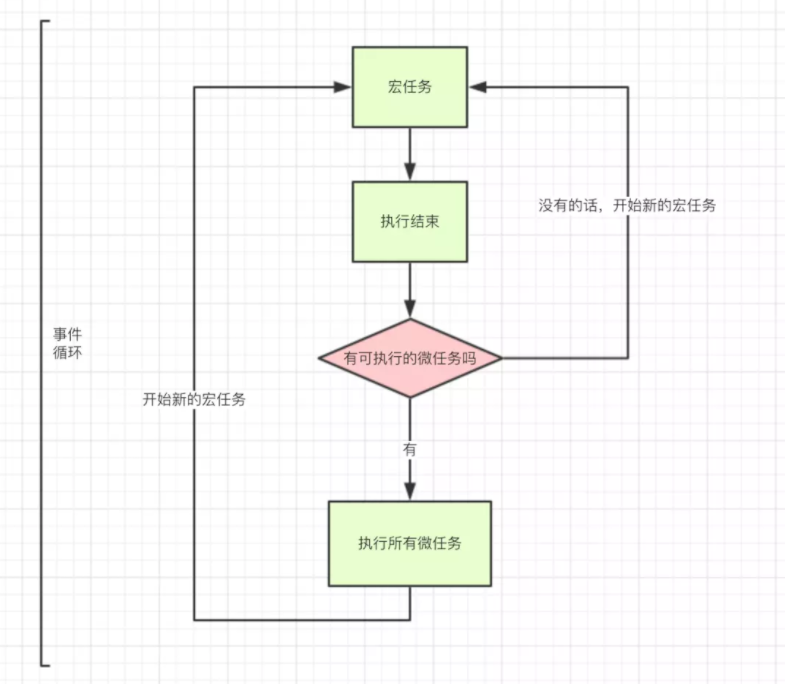 宏任务
执行结束
没有的话，开始新的宏任务
事件
循环
有可执行的微任务吗
开始新的宏任务
有
执行所有微任务